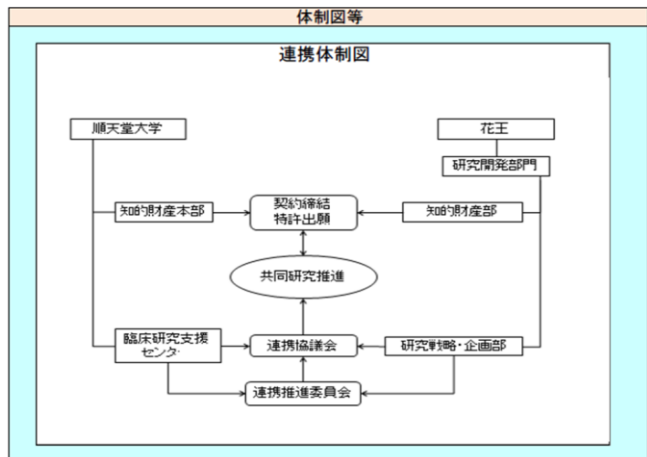 体制図等
連携体制図
順天堂大学
花王
研究開発部門
知的財産本部
契約締結
特許出願
知的財産部
共同研究推進
臨床研究支援
センター
連携協議会
研究戦略・企画部
連携推進委員会